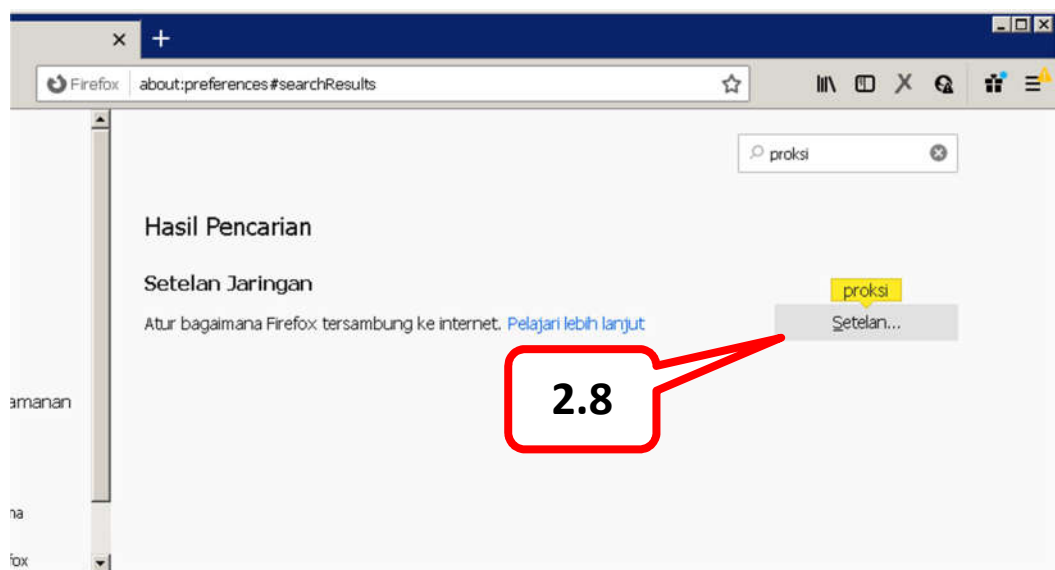 Firefox about:preferences#searchResults
proksi
Hasil Pencarian
Setelan Jaringan
proksi
Atur bagaimana Firefox tersambung ke internet. Pelajari lebih lanjut
Setelan...
2.8
amanan
na
fox